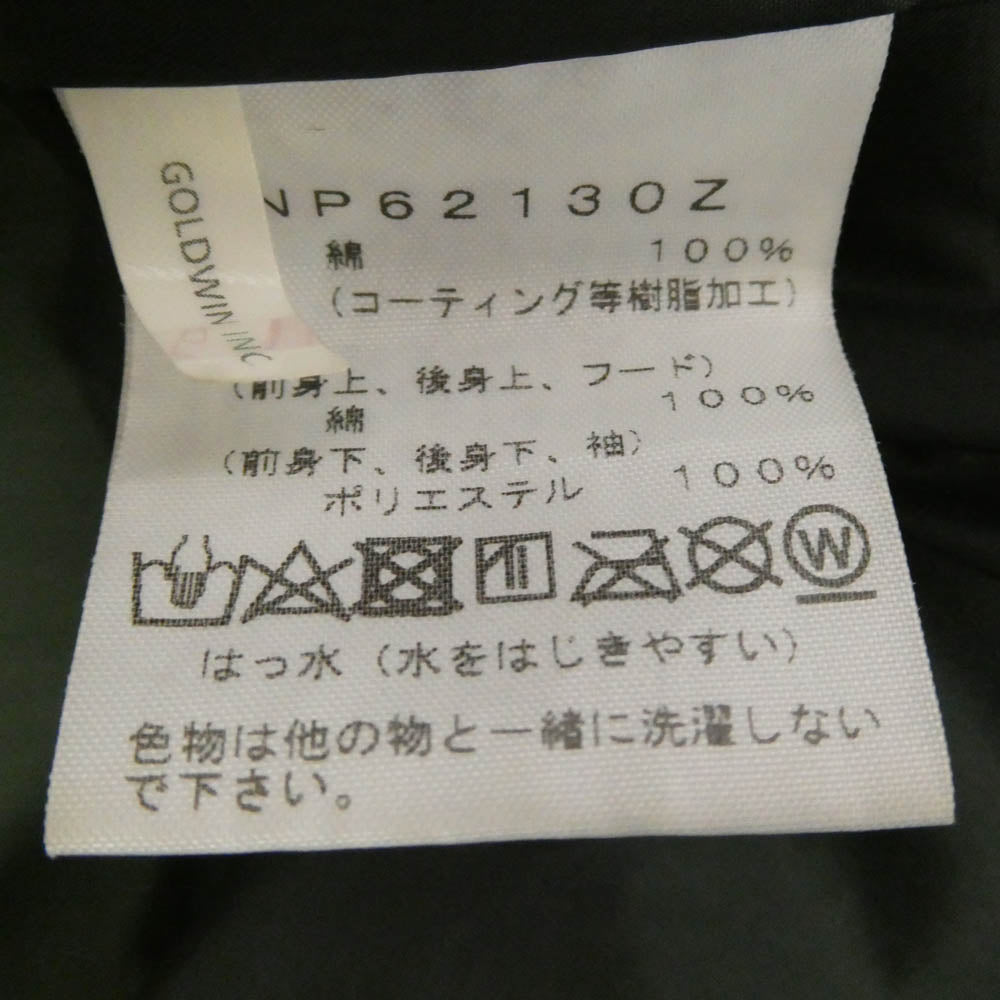 GOLDWIN INC
NP62130Z
綿 100%
(コーティング等樹脂加工)
(前身上、後身上、フード)
綿 100%
(前身下、後身下、袖)
ポリエステル 100%
W
はっ水 (水をはじきやすい)
色物は他の物と一緒に洗濯しない
で下さい。